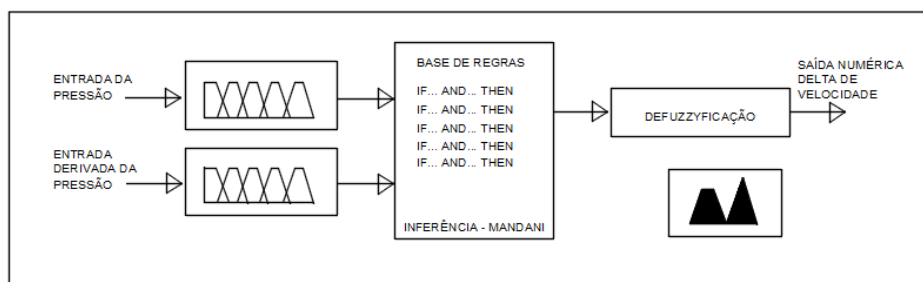 ENTRADA DA
PRESSÃO
ENTRADA
DERIVADA DA
PRESSÃO
BASE DE REGRAS
IF... AND... THEN
IF... AND... THEN
IF... AND... THEN
IF... AND... THEN
IF... AND... THEN
INFERÊNCIA - MANDANI
DEFUZZYFICAÇÃO
SAÍDA NUMÉRICA
DELTA DE
VELOCIDADE